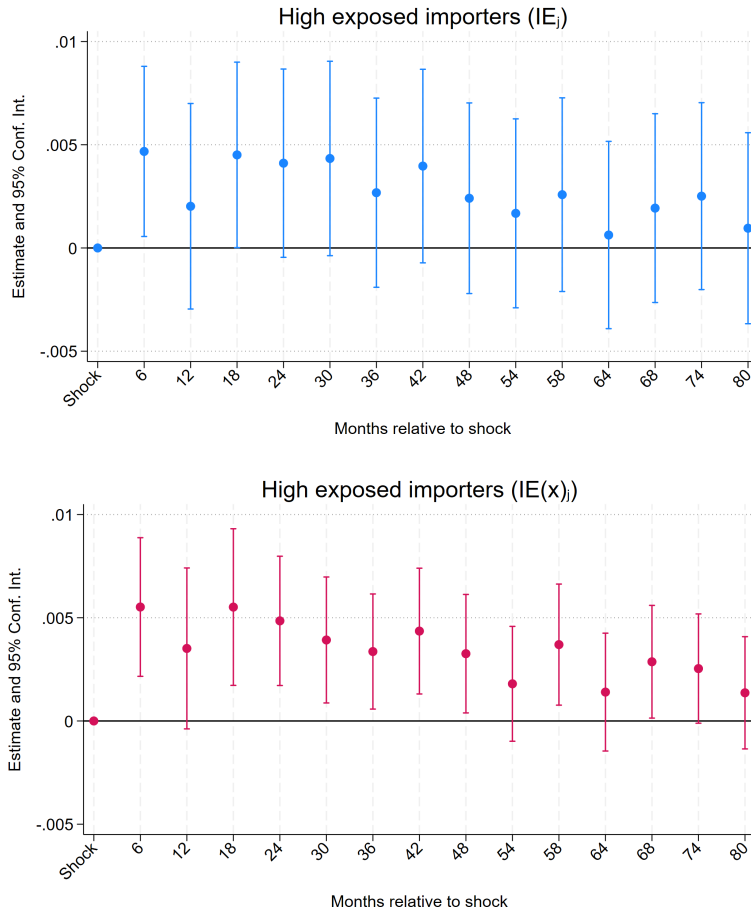 High exposed importers (IEⱼ)
Estimate and 95% Conf. Int.
.01
.005
0
-.005
Shock 6 12 18 24 30 36 42 48 54 58 64 68 74 80
Months relative to shock
High exposed importers (IE(x)ⱼ)
Estimate and 95% Conf. Int.
.01
.005
0
-.005
Shock 6 12 18 24 30 36 42 48 54 58 64 68 74 80
Months relative to shock